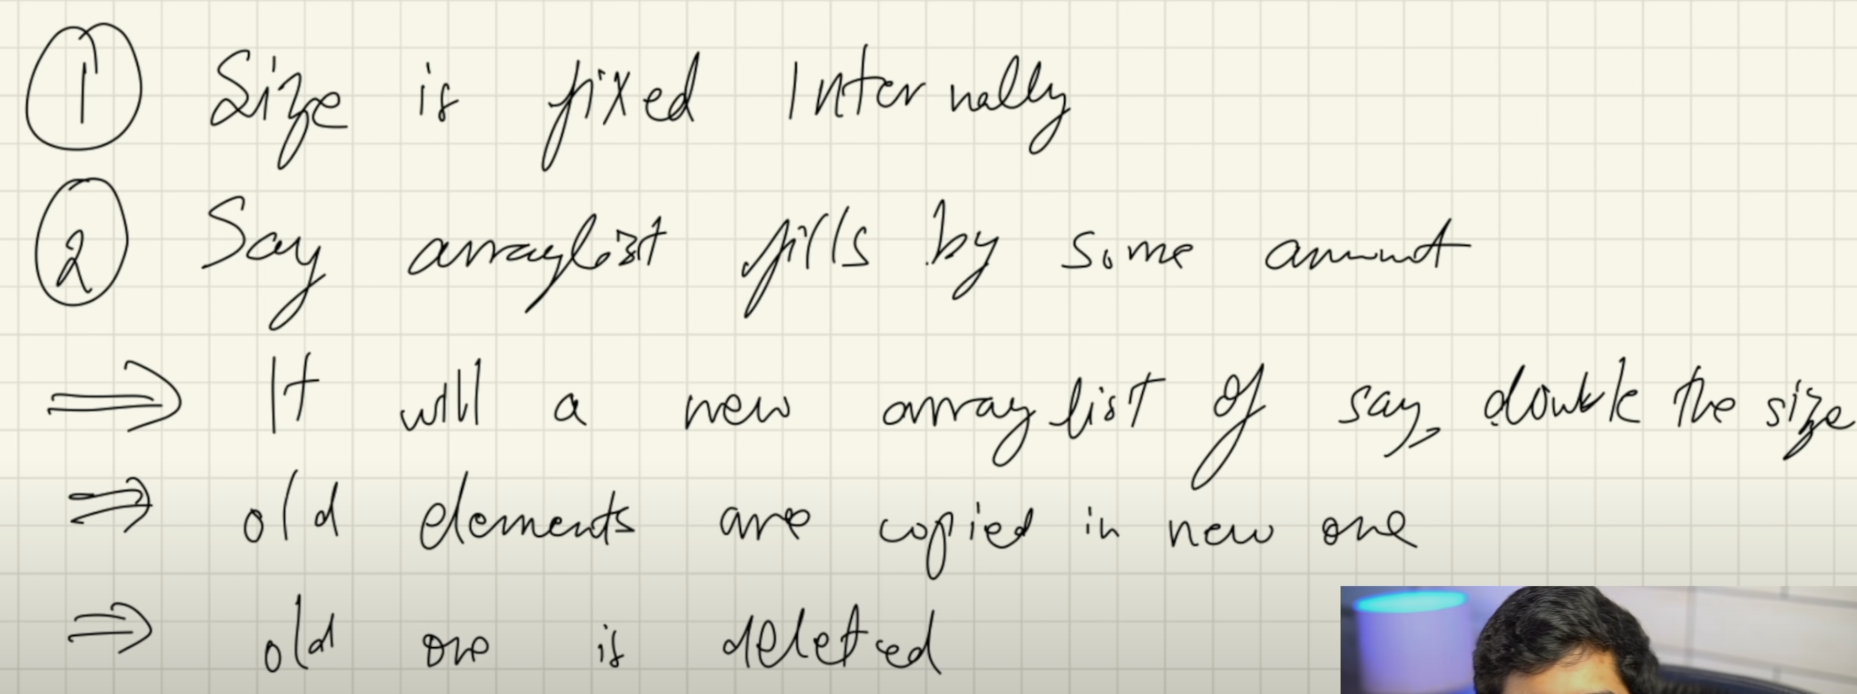 1 Size is fixed Internally
2 Say arraylist fills by some amount
⇒ It will a new arraylist of say, double the size
⇒ old elements are copied in new one
⇒ old one is deleted